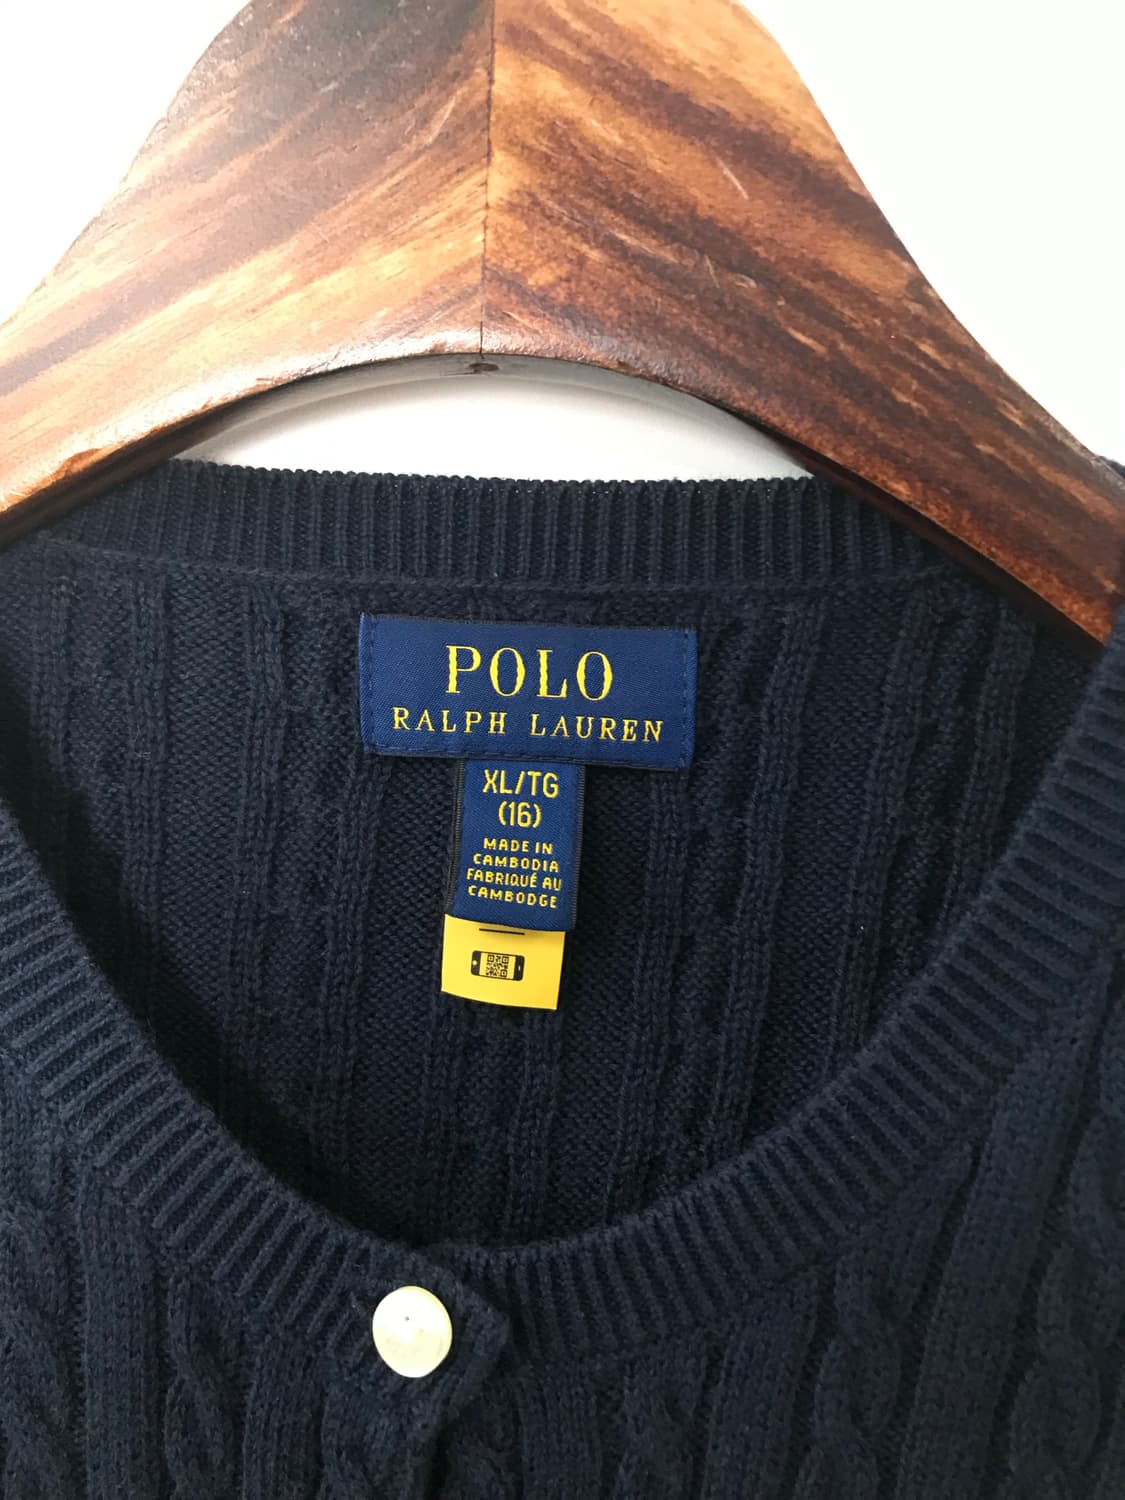 POLO
RALPH LAUREN
XL/TG
(16)
MADE IN
CAMBODIA
FABRIQUÉ AU
CAMBODGE